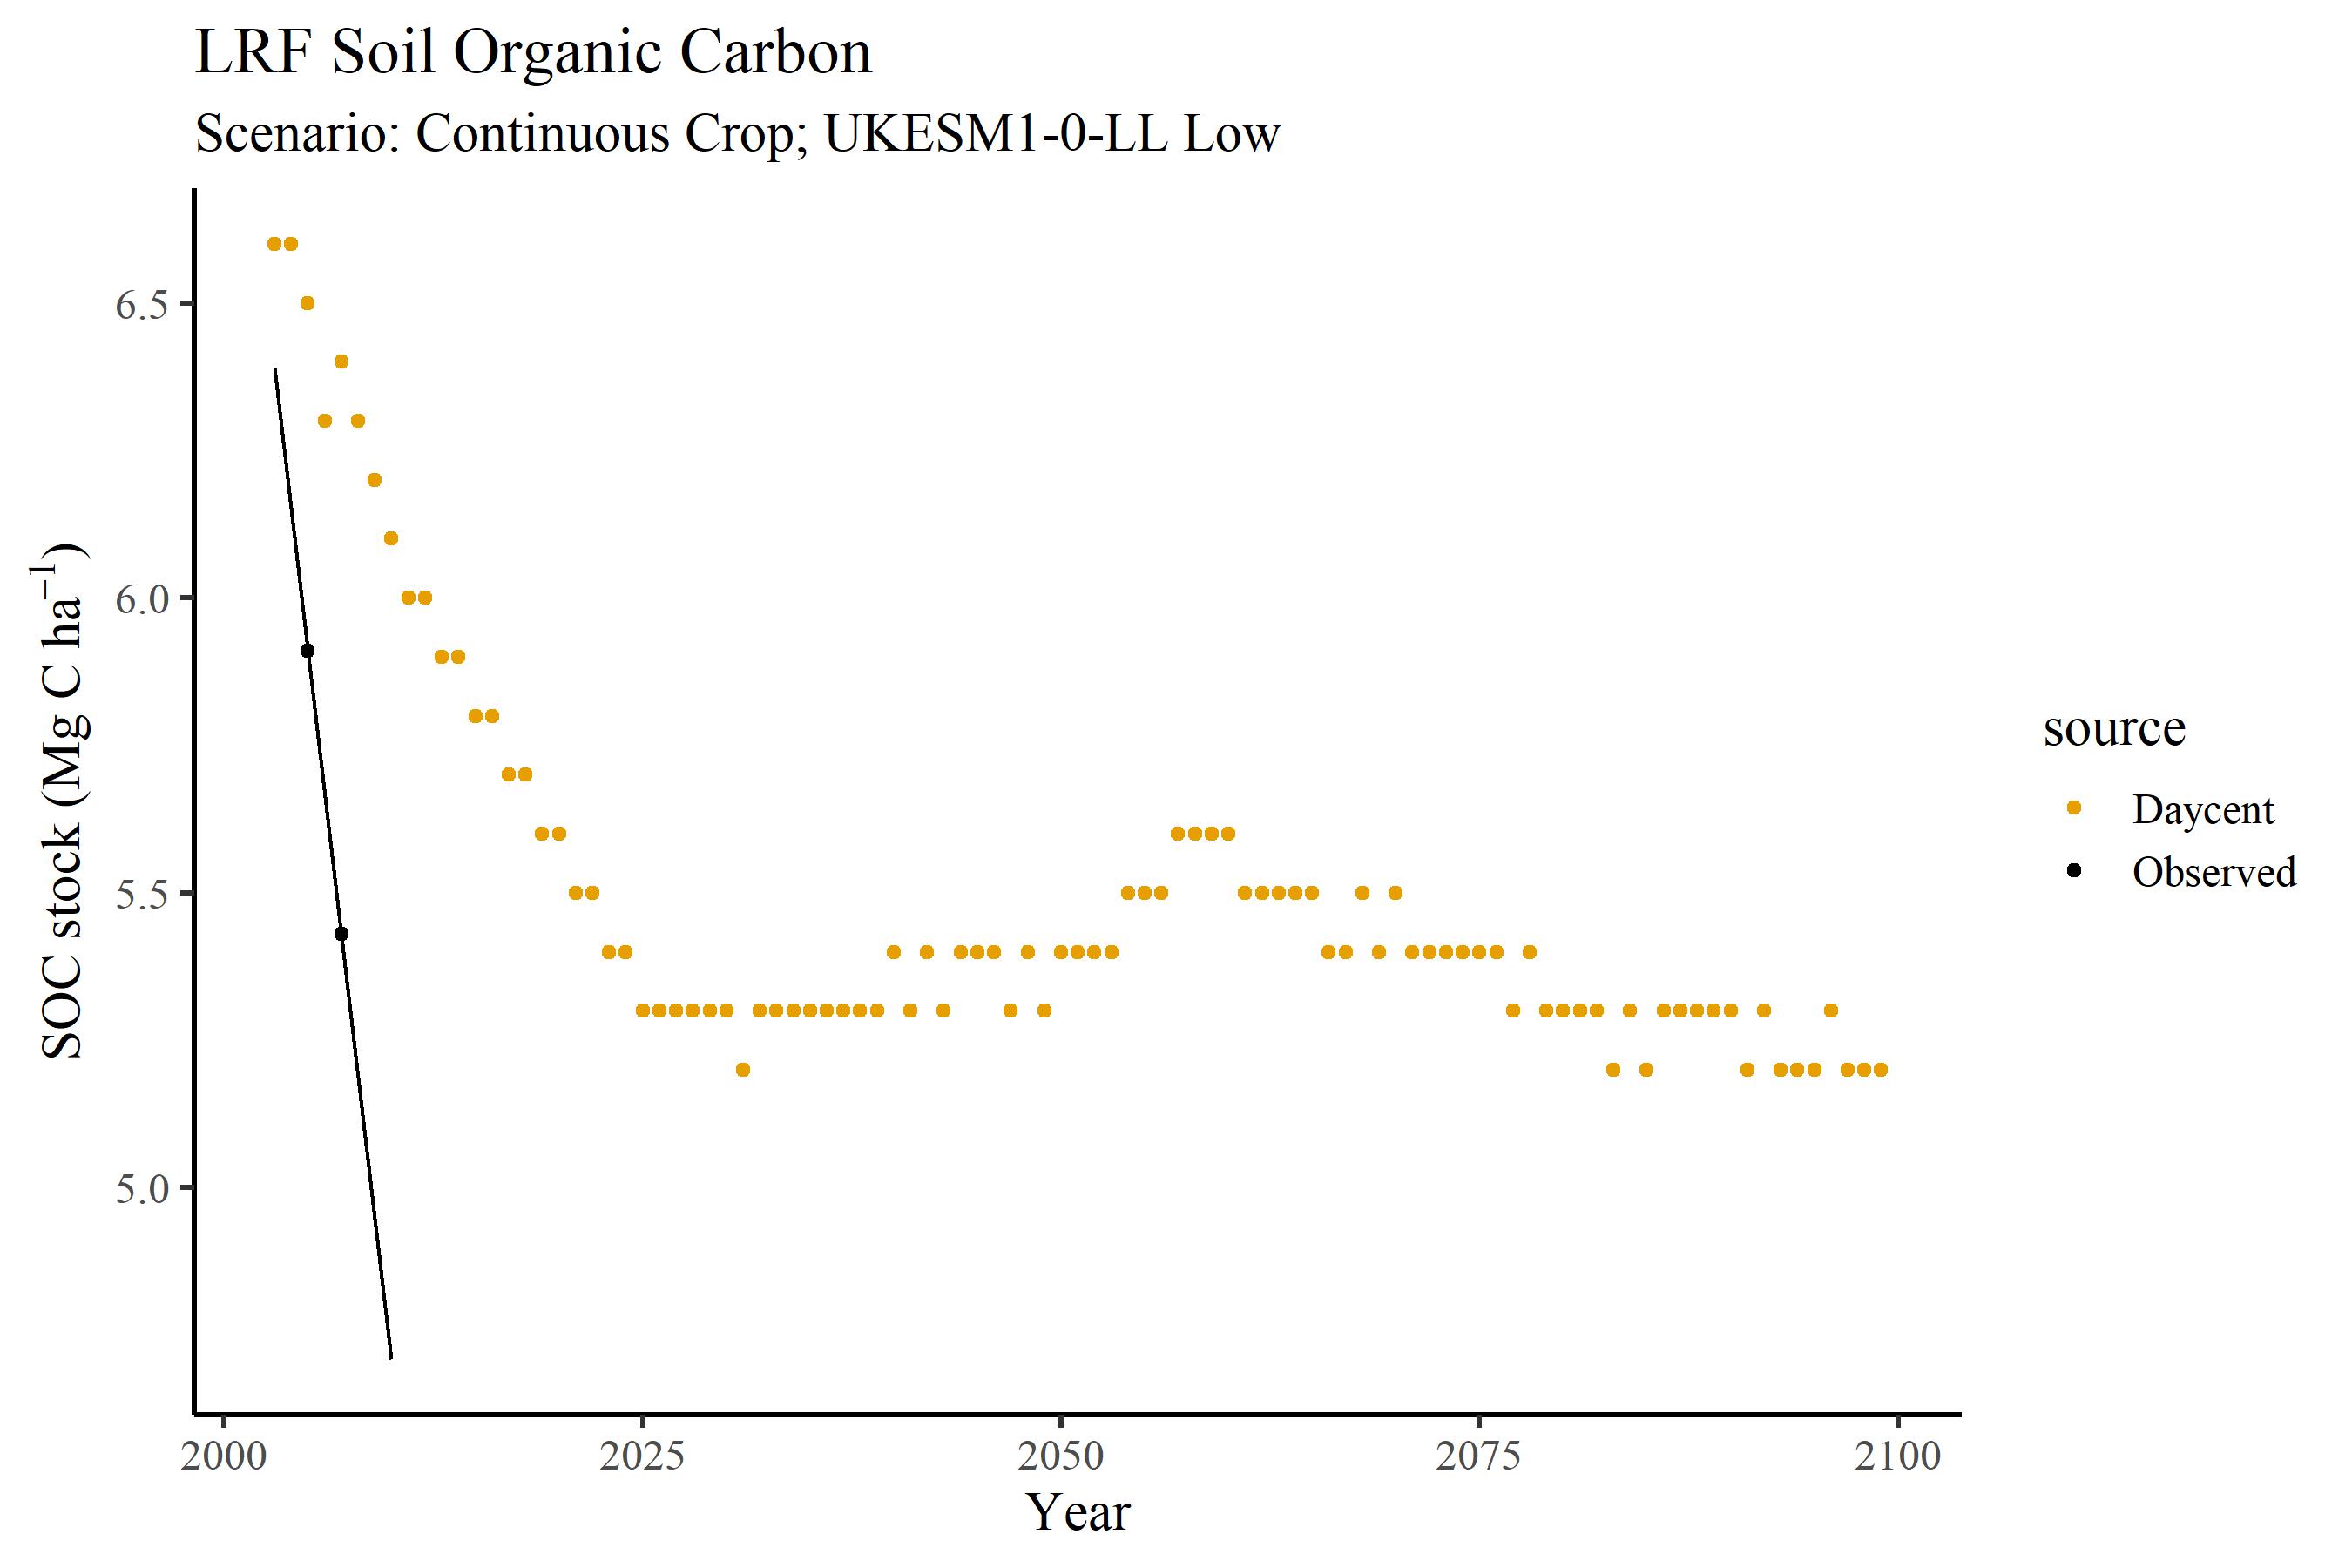 LRF Soil Organic Carbon
Scenario: Continuous Crop; UKESM1-0-LL Low
SOC stock (Mg C ha⁻¹)
6.5
6.0
5.5
5.0
2000 2025 2050 2075 2100
Year
source
Daycent
Observed